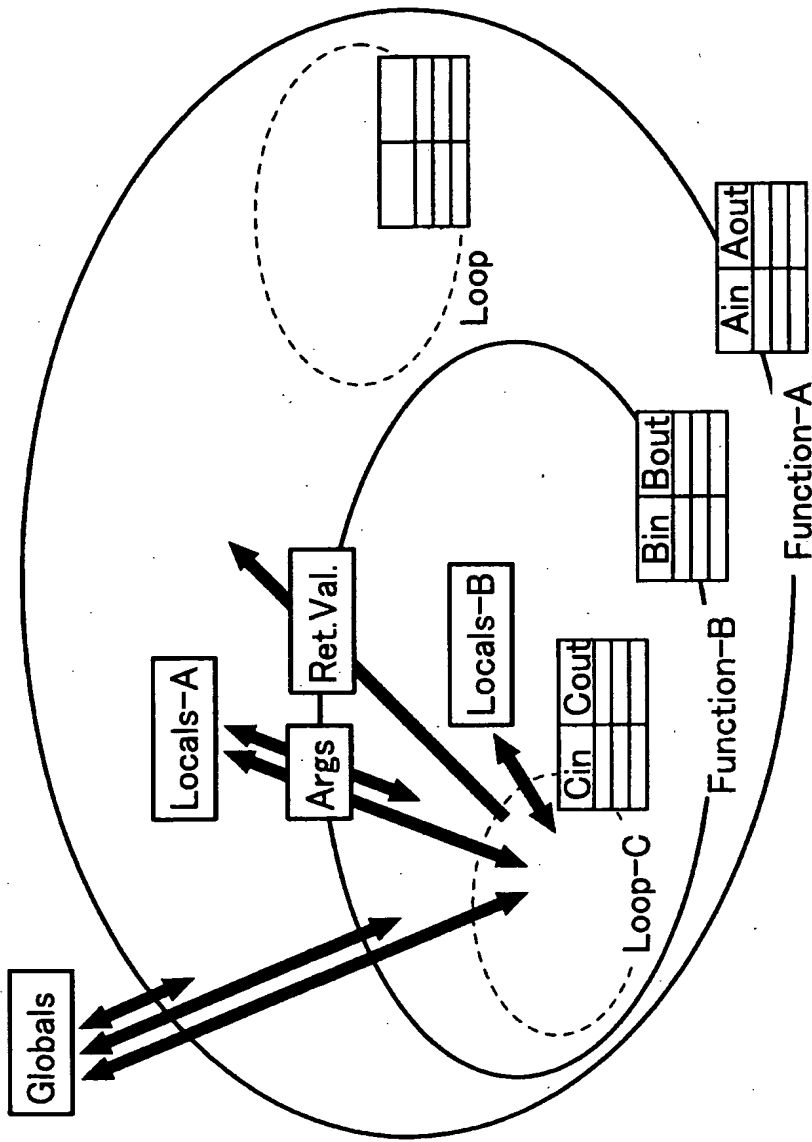 Globals
Locals-A
Args
Ret.Val.
Locals-B
Loop
Cin Cout
Loop-C
Bin Bout
Function-B
Ain Aout
Function-A